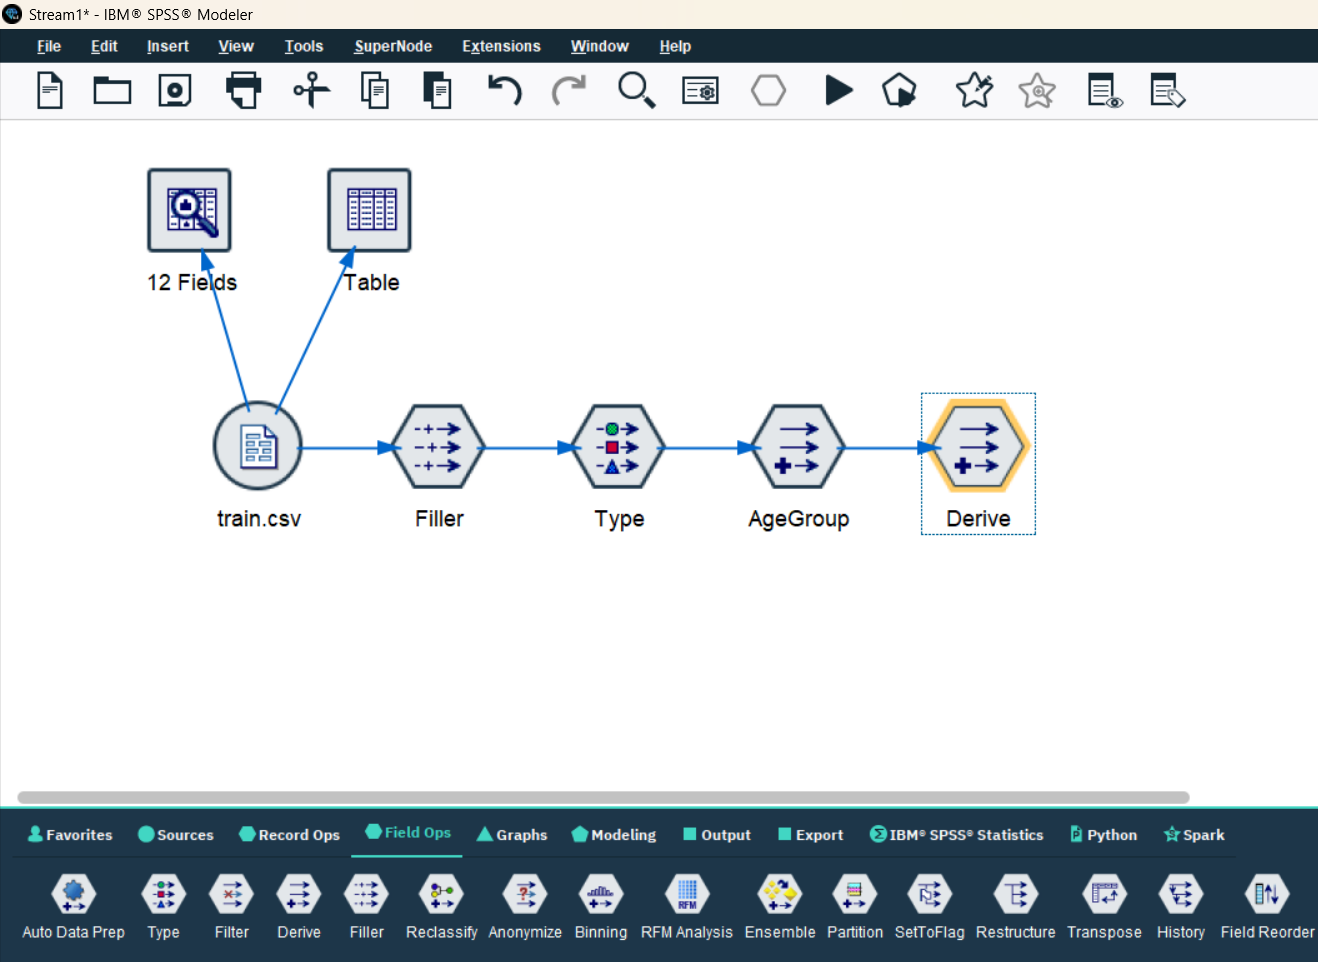 Stream1* - IBM® SPSS® Modeler
File Edit Insert View Tools SuperNode Extensions Window Help
12 Fields Table
train.csv Filler Type AgeGroup Derive
Favorites Sources Record Ops Field Ops Graphs Modeling Output Export IBM® SPSS® Statistics Python Spark
RFM
Auto Data Prep Type Filter Derive Filler Reclassify Anonymize Binning RFM Analysis Ensemble Partition SetToFlag Restructure Transpose History Field Reorder